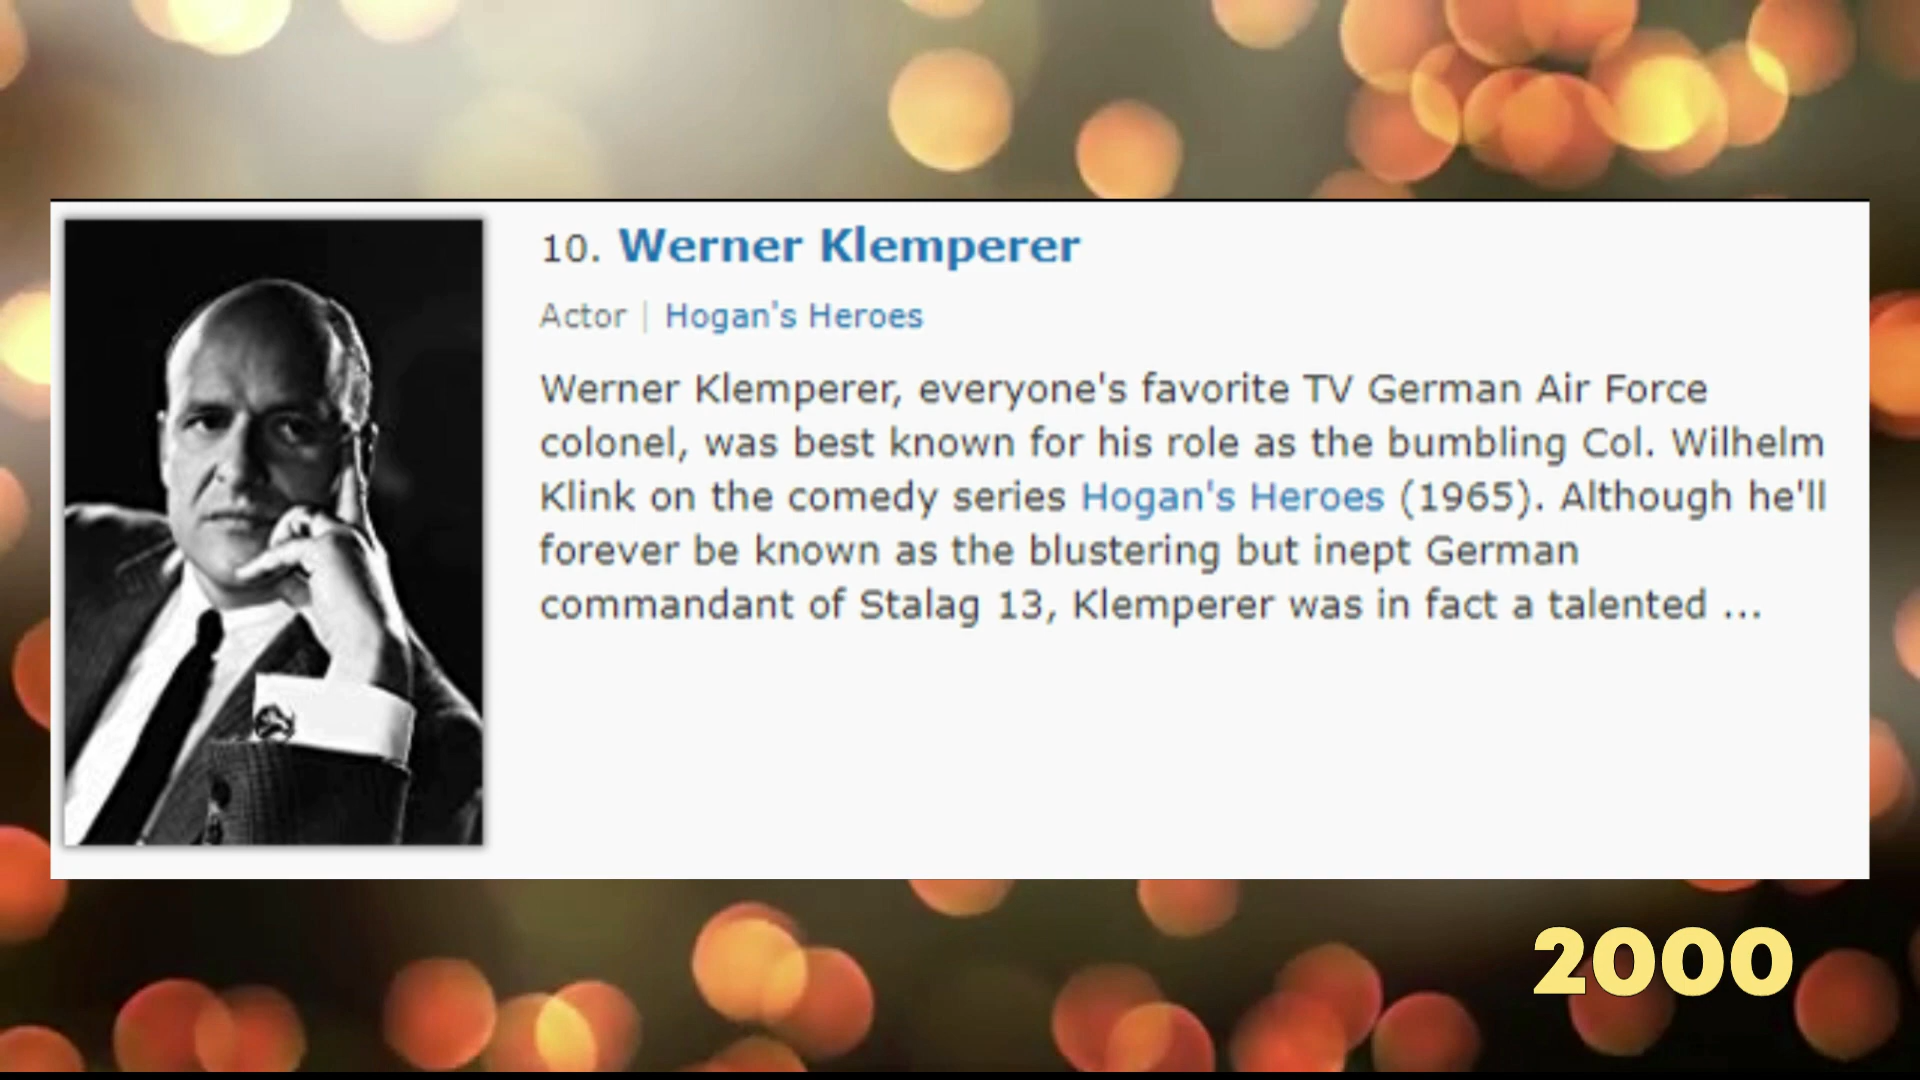 10. Werner Klemperer
Actor | Hogan's Heroes
Werner Klemperer, everyone's favorite TV German Air Force
colonel, was best known for his role as the bumbling Col. Wilhelm
Klink on the comedy series Hogan's Heroes (1965). Although he'll
forever be known as the blustering but inept German
commandant of Stalag 13, Klemperer was in fact a talented ...
2000